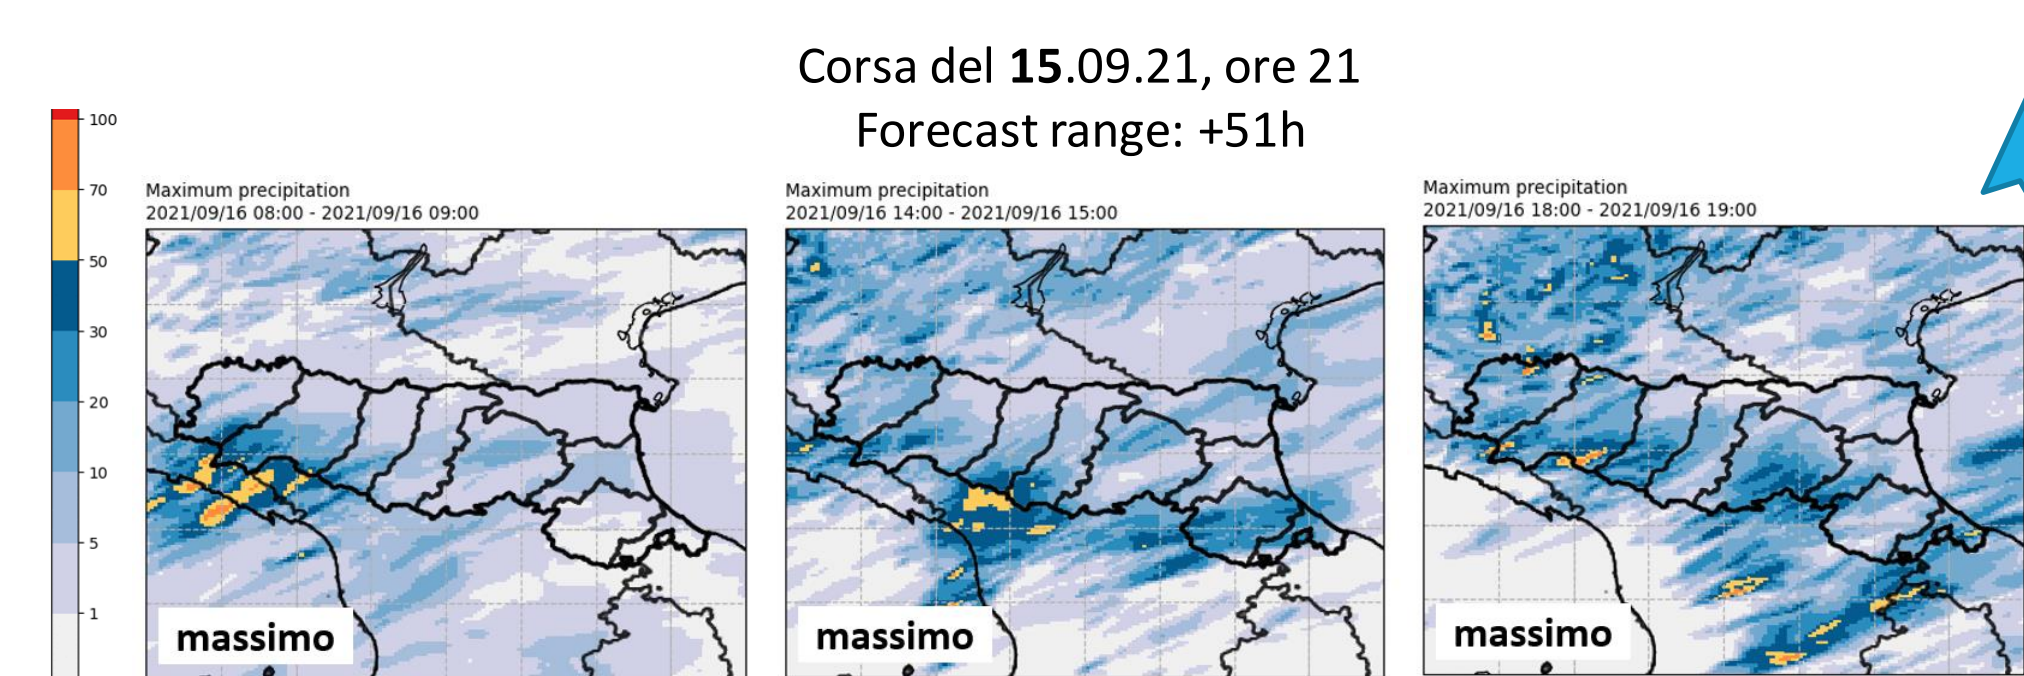 Corsa del 15.09.21, ore 21
Forecast range: +51h
100
70
50
30
20
10
5
1
Maximum precipitation
2021/09/16 08:00 - 2021/09/16 09:00
massimo
Maximum precipitation
2021/09/16 14:00 - 2021/09/16 15:00
massimo
Maximum precipitation
2021/09/16 18:00 - 2021/09/16 19:00
massimo